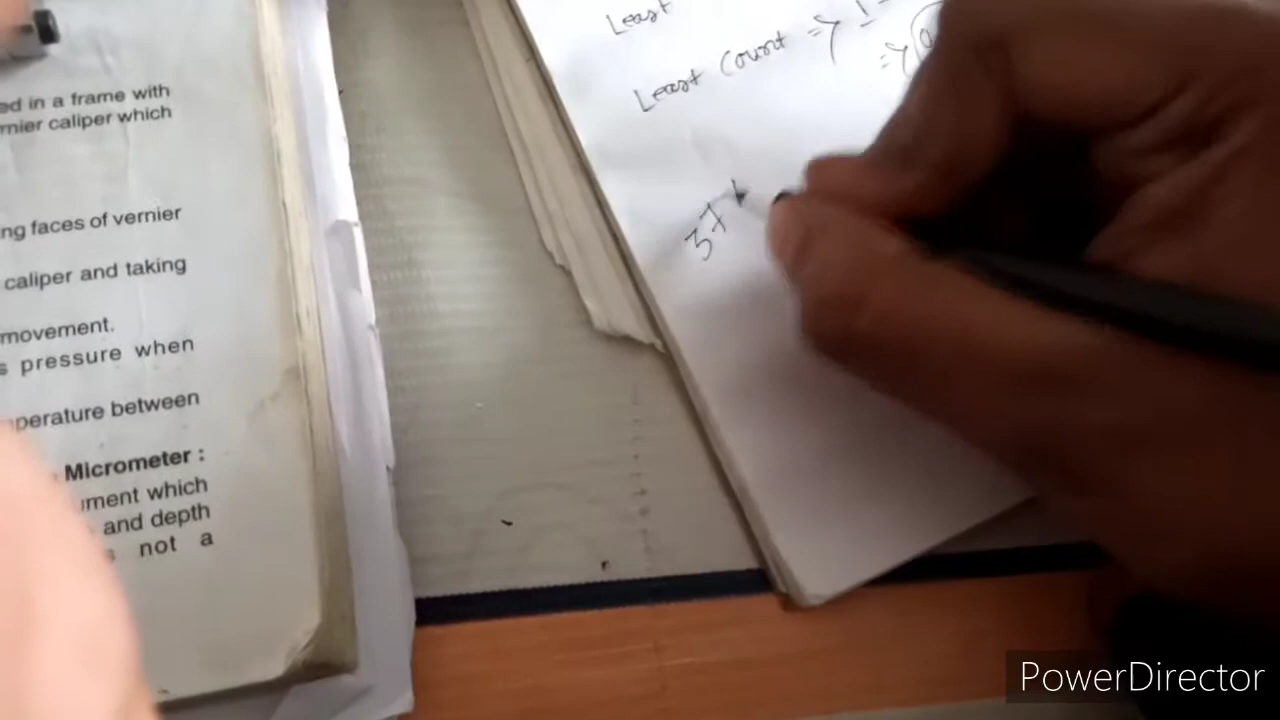 ed in a frame with
rnier caliper which
ng faces of vernier
caliper and taking
movement.
s pressure when
perature between
Micrometer :
ument which
and depth
not a
Least
Least Count =>
37
PowerDirector